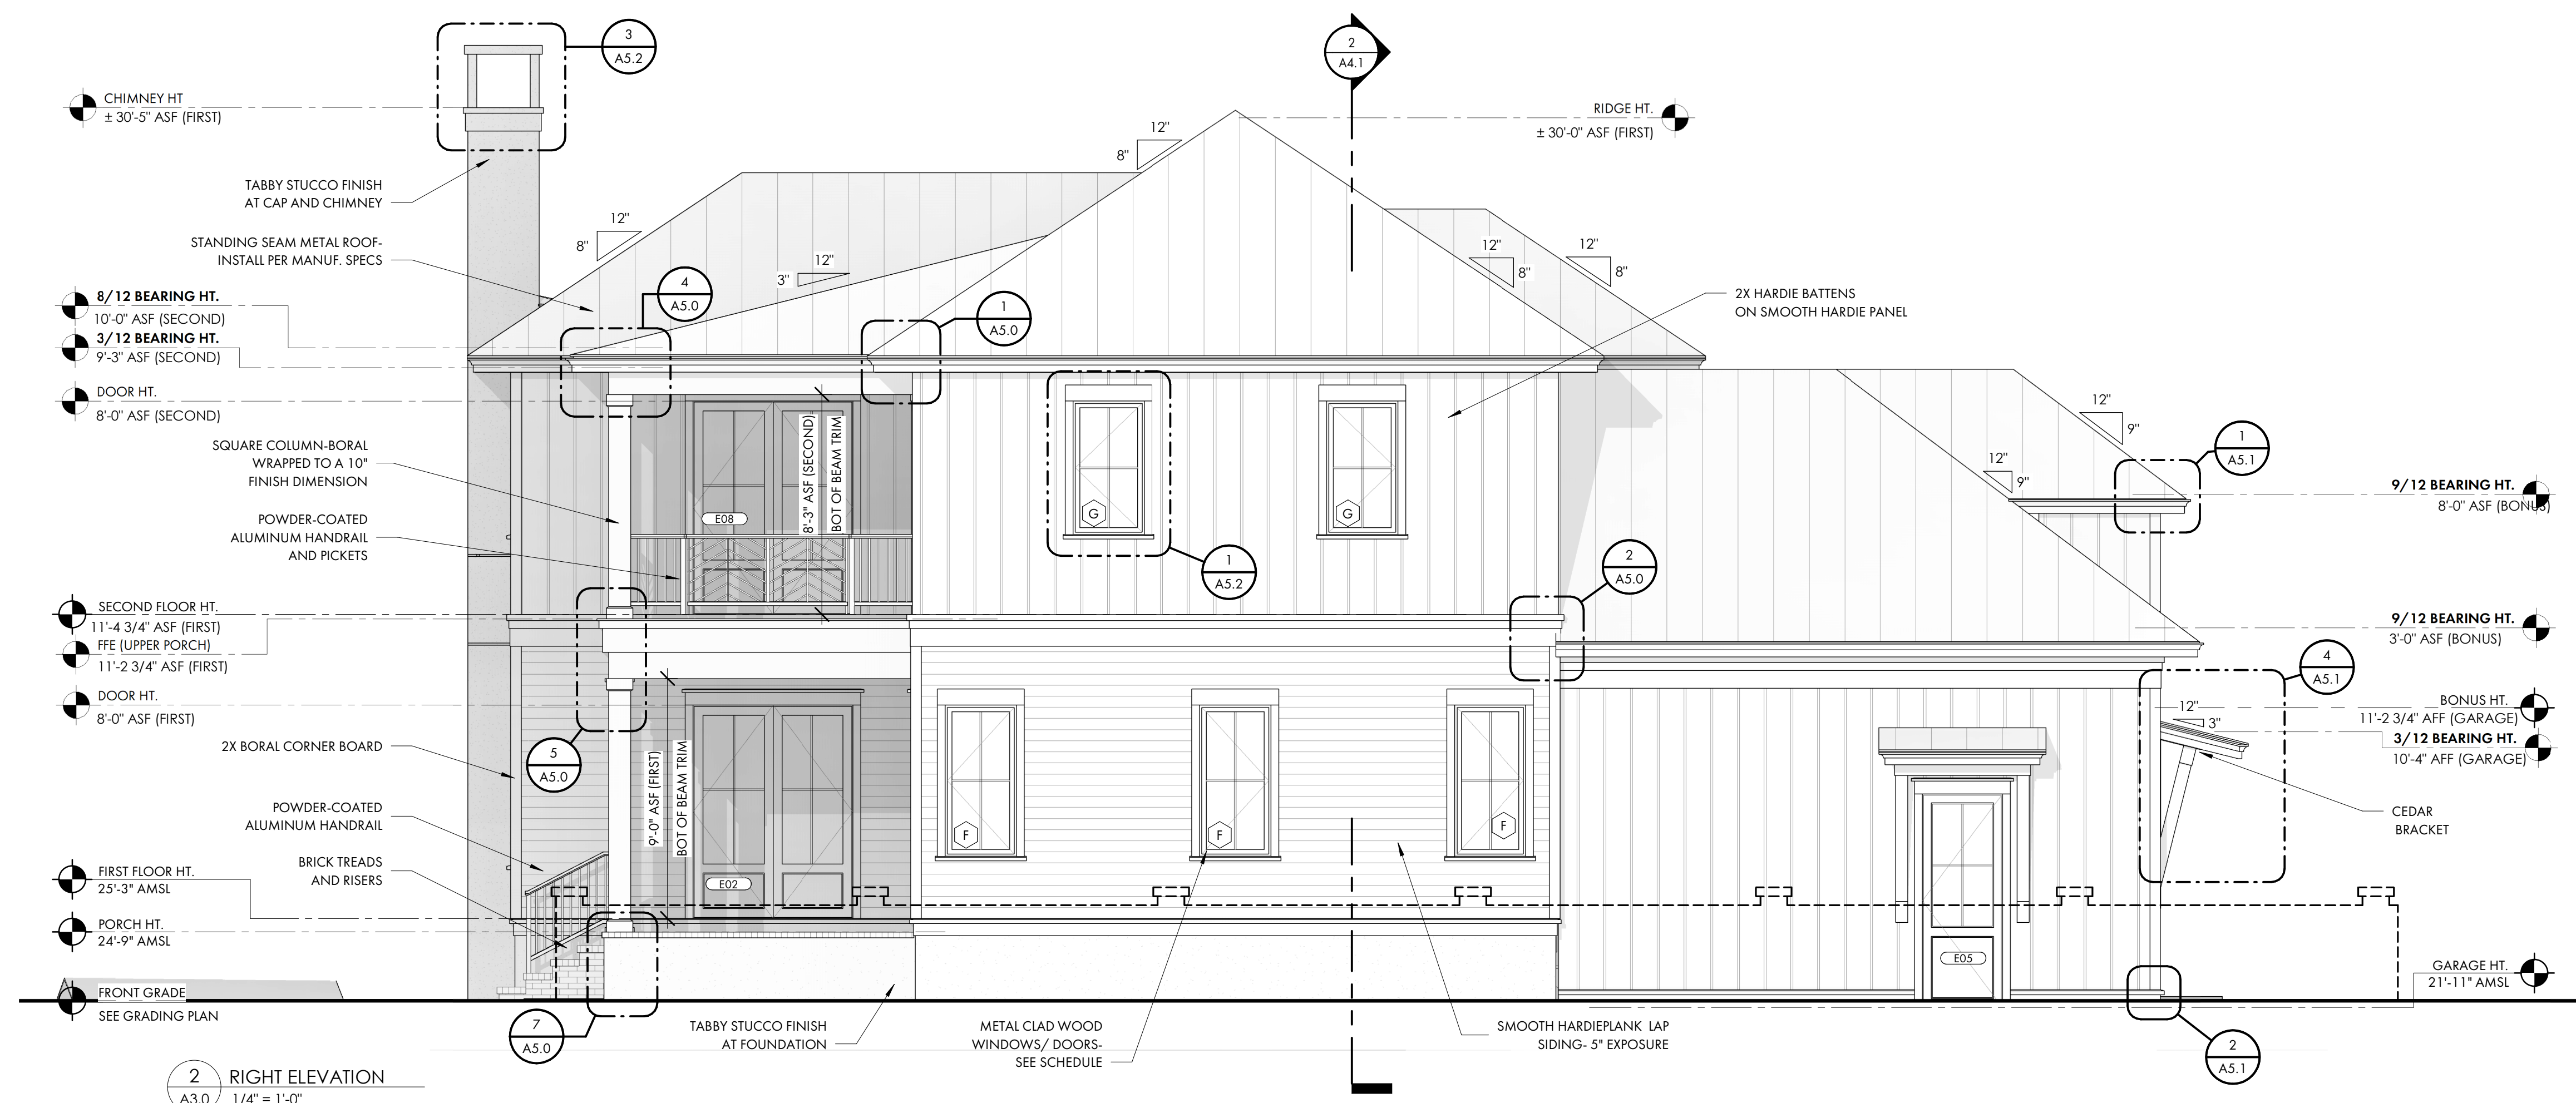 3
A5.2
2
A4.1
CHIMNEY HT
± 30'-5" ASF (FIRST)
RIDGE HT.
± 30'-0" ASF (FIRST)
12"
8"
TABBY STUCCO FINISH
AT CAP AND CHIMNEY
12"
8"
STANDING SEAM METAL ROOF-
INSTALL PER MANUF. SPECS
12"
3"
12"
8"
12"
8"
4
A5.0
1
A5.0
8/12 BEARING HT.
10'-0" ASF (SECOND)
3/12 BEARING HT.
9'-3" ASF (SECOND)
2X HARDIE BATTENS
ON SMOOTH HARDIE PANEL
DOOR HT.
8'-0" ASF (SECOND)
12"
9"
12"
9"
1
A5.1
SQUARE COLUMN-BORAL
WRAPPED TO A 10"
FINISH DIMENSION
8'-3" ASF (SECOND)
BOT OF BEAM TRIM
E08
G
G
9/12 BEARING HT.
8'-0" ASF (BONUS)
POWDER-COATED
ALUMINUM HANDRAIL
AND PICKETS
1
A5.2
2
A5.0
SECOND FLOOR HT.
11'-4 3/4" ASF (FIRST)
FFE (UPPER PORCH)
11'-2 3/4" ASF (FIRST)
9/12 BEARING HT.
3'-0" ASF (BONUS)
4
A5.1
DOOR HT.
8'-0" ASF (FIRST)
BONUS HT.
11'-2 3/4" AFF (GARAGE)
12"
3"
3/12 BEARING HT.
10'-4" AFF (GARAGE)
2X BORAL CORNER BOARD
5
A5.0
9'-0" ASF (FIRST)
BOT OF BEAM TRIM
POWDER-COATED
ALUMINUM HANDRAIL
F
F
F
CEDAR
BRACKET
BRICK TREADS
AND RISERS
E02
FIRST FLOOR HT.
25'-3" AMSL
PORCH HT.
24'-9" AMSL
E05
GARAGE HT.
21'-11" AMSL
FRONT GRADE
SEE GRADING PLAN
7
A5.0
TABBY STUCCO FINISH
AT FOUNDATION
METAL CLAD WOOD
WINDOWS/ DOORS-
SEE SCHEDULE
SMOOTH HARDIEPLANK LAP
SIDING- 5" EXPOSURE
2
A5.1
2
A3.0
RIGHT ELEVATION
1/4" = 1'-0"